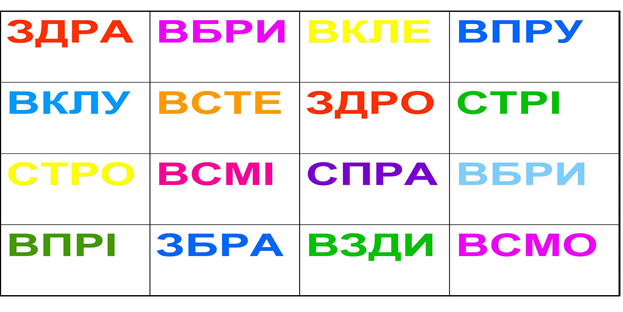 ЗДРА ВБРИ ВКЛЕ ВПРУ
ВКЛУ ВСТЕ ЗДРО СТРІ
СТРО ВСМІ СПРА ВБРИ
ВПРІ ЗБРА ВЗДИ ВСМО